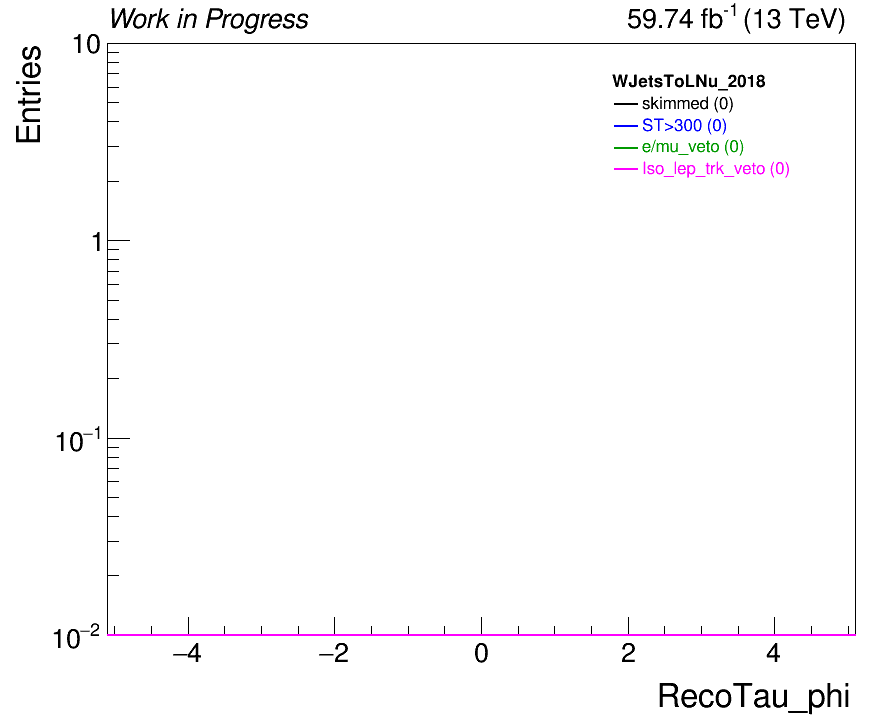 Work in Progress
59.74 fb⁻¹ (13 TeV)
Entries
10
1
10⁻¹
10⁻²
WJetsToLNu_2018
skimmed (0)
ST>300 (0)
e/mu_veto (0)
Iso_lep_trk_veto (0)
−4 −2 0 2 4
RecoTau_phi